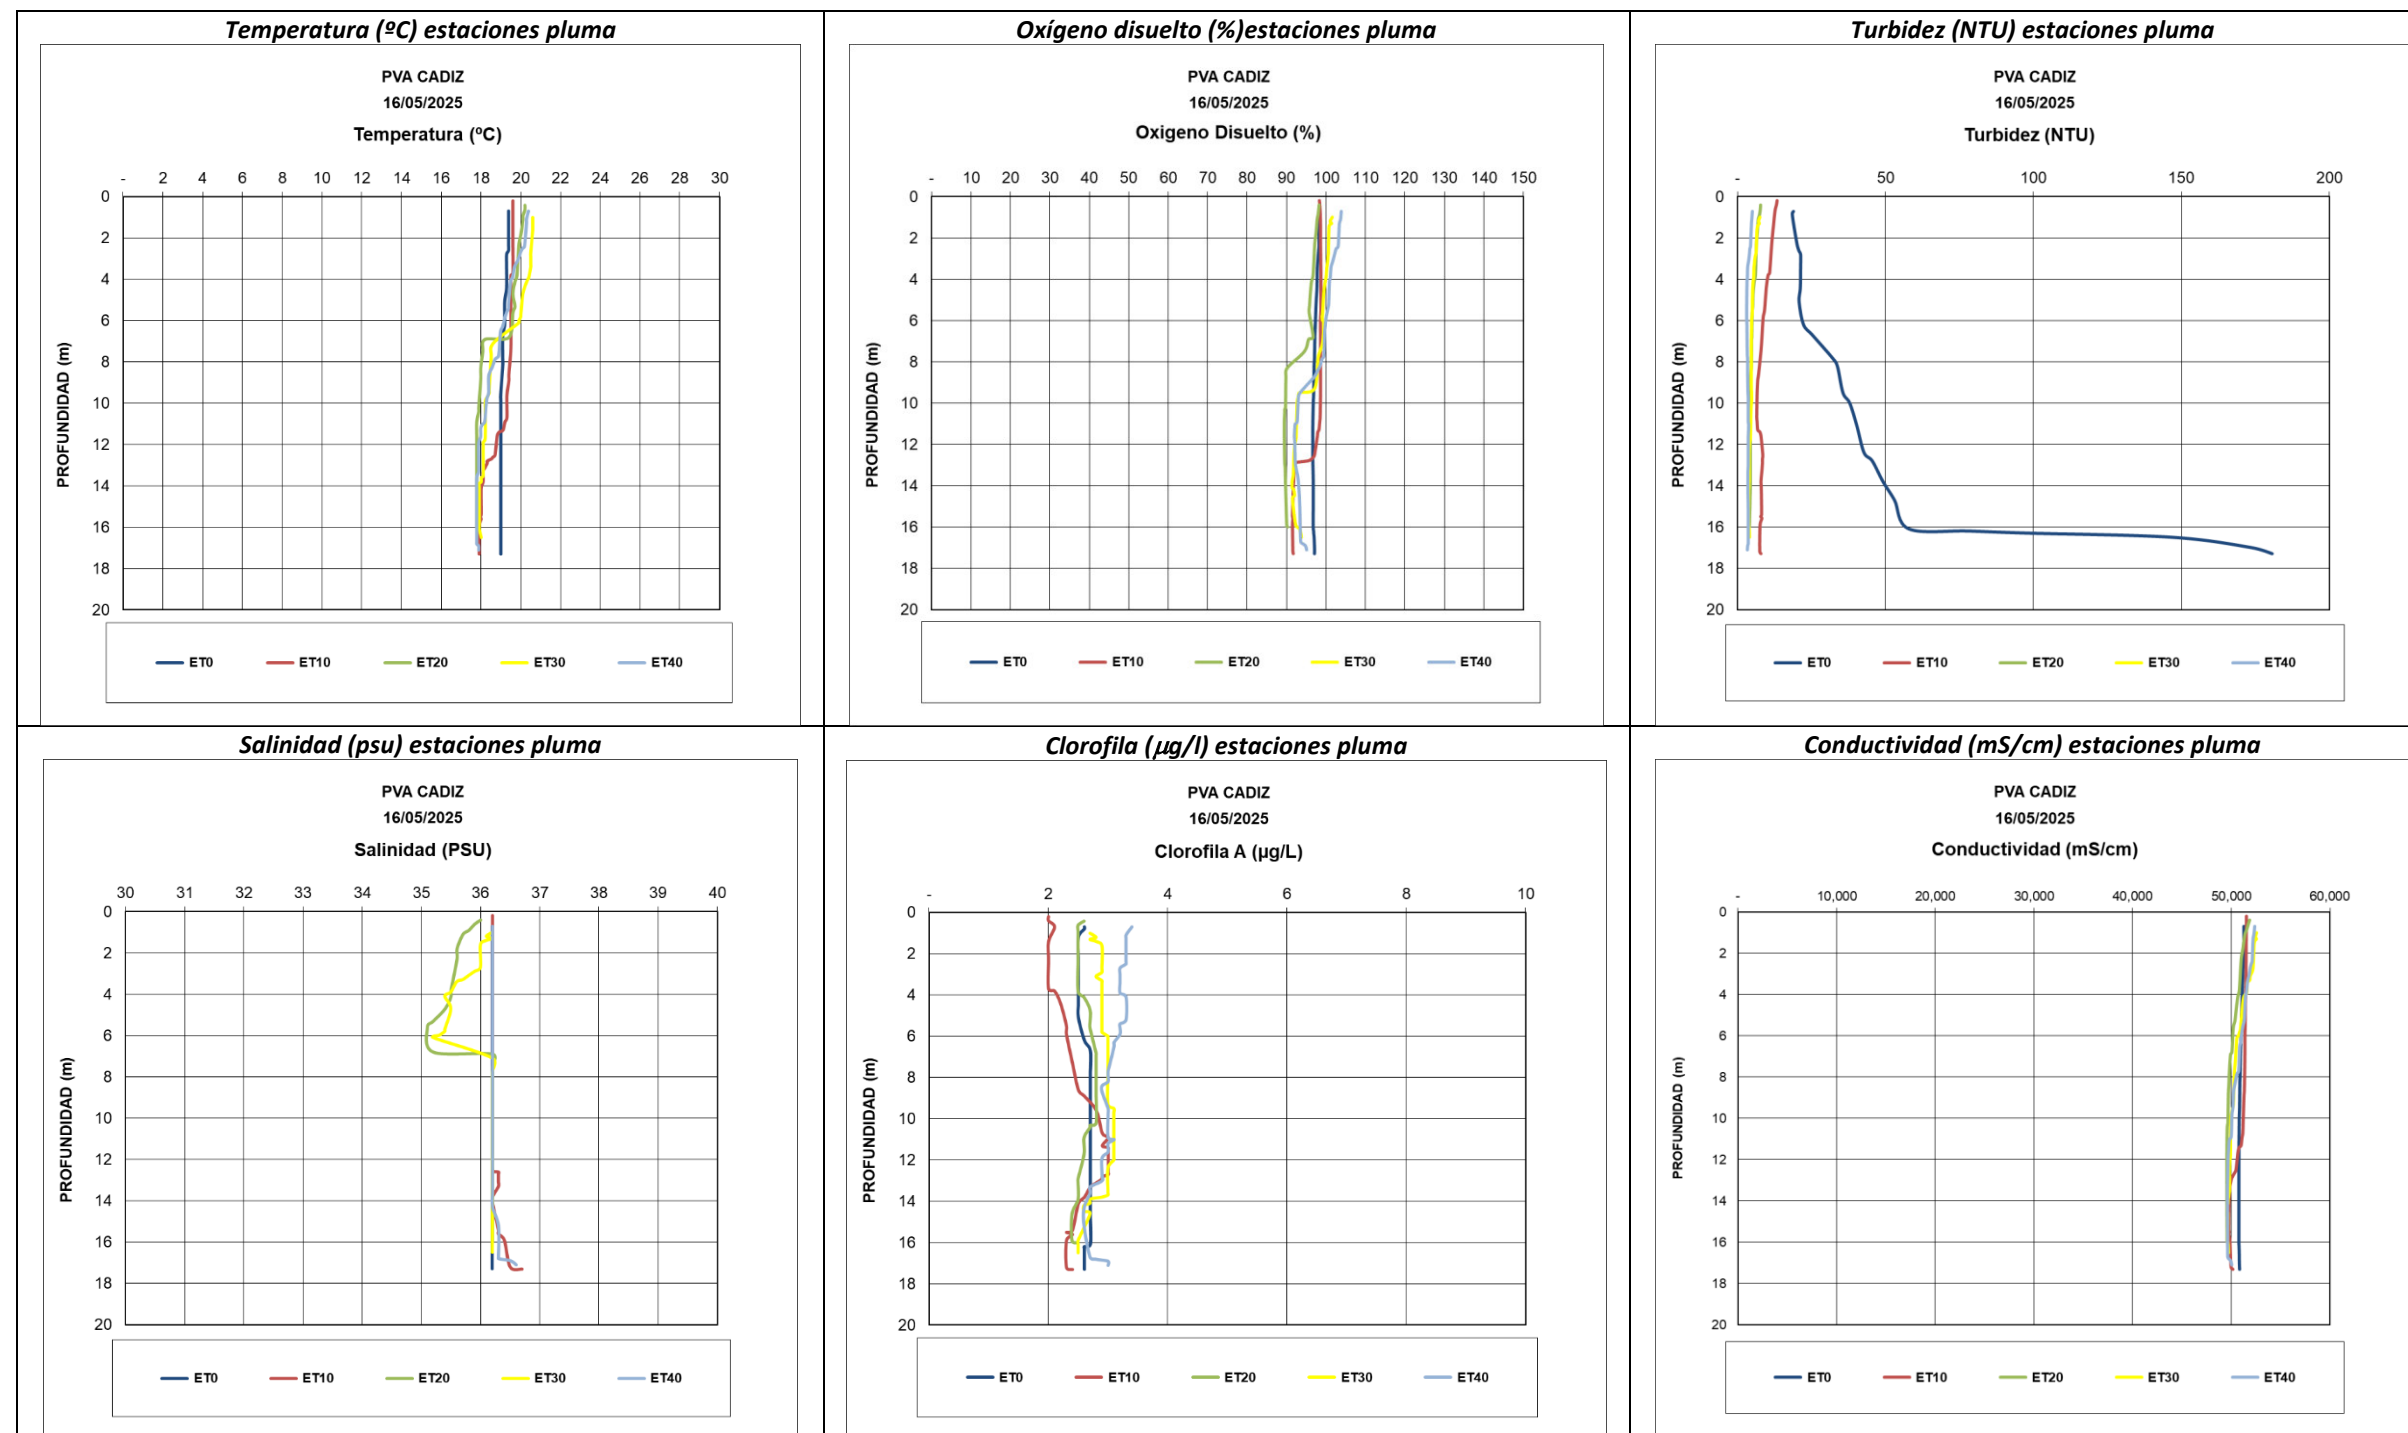 Temperatura (ºC) estaciones pluma
PVA CADIZ
16/05/2025
Temperatura (ºC)
- 2 4 6 8 10 12 14 16 18 20 22 24 26 28 30
0
2
4
6
8
10
12
14
16
18
20
PROFUNDIDAD (m)
ET0 ET10 ET20 ET30 ET40
Oxígeno disuelto (%)estaciones pluma
PVA CADIZ
16/05/2025
Oxigeno Disuelto (%)
- 10 20 30 40 50 60 70 80 90 100 110 120 130 140 150
0
2
4
6
8
10
12
14
16
18
20
PROFUNDIDAD (m)
ET0 ET10 ET20 ET30 ET40
Turbidez (NTU) estaciones pluma
PVA CADIZ
16/05/2025
Turbidez (NTU)
- 50 100 150 200
0
2
4
6
8
10
12
14
16
18
20
PROFUNDIDAD (m)
ET0 ET10 ET20 ET30 ET40
Salinidad (psu) estaciones pluma
PVA CADIZ
16/05/2025
Salinidad (PSU)
30 31 32 33 34 35 36 37 38 39 40
0
2
4
6
8
10
12
14
16
18
20
PROFUNDIDAD (m)
ET0 ET10 ET20 ET30 ET40
Clorofila (µg/l) estaciones pluma
PVA CADIZ
16/05/2025
Clorofila A (µg/L)
- 2 4 6 8 10
0
2
4
6
8
10
12
14
16
18
20
PROFUNDIDAD (m)
ET0 ET10 ET20 ET30 ET40
Conductividad (mS/cm) estaciones pluma
PVA CADIZ
16/05/2025
Conductividad (mS/cm)
- 10,000 20,000 30,000 40,000 50,000 60,000
0
2
4
6
8
10
12
14
16
18
20
PROFUNDIDAD (m)
ET0 ET10 ET20 ET30 ET40